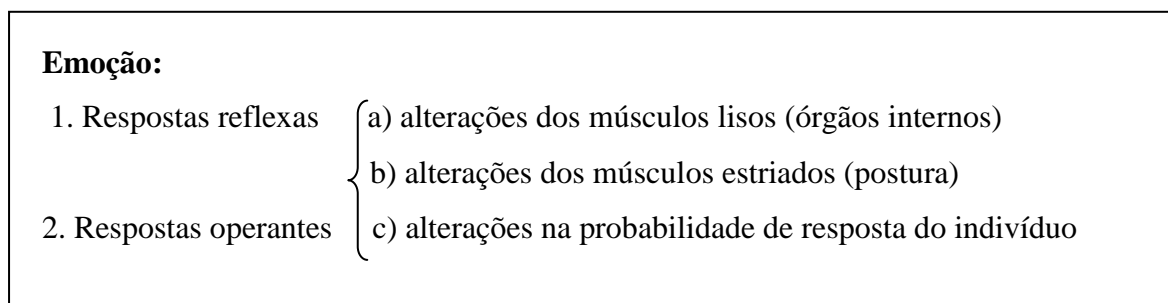 Emoção:
1. Respostas reflexas a) alterações dos músculos lisos (órgãos internos)
b) alterações dos músculos estriados (postura)
2. Respostas operantes c) alterações na probabilidade de resposta do indivíduo